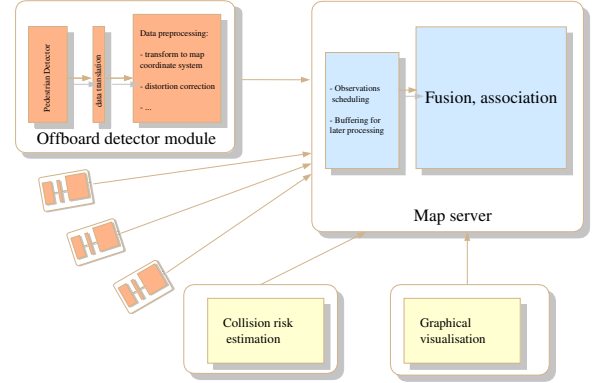 Pedestrian Detector
data translation
Data preprocessing:
- transform to map
coordinate system
- distortion correction
- ...
Offboard detector module
- Observations
scheduling
- Buffering for
later processing
Fusion, association
Map server
Collision risk
estimation
Graphical
visualisation